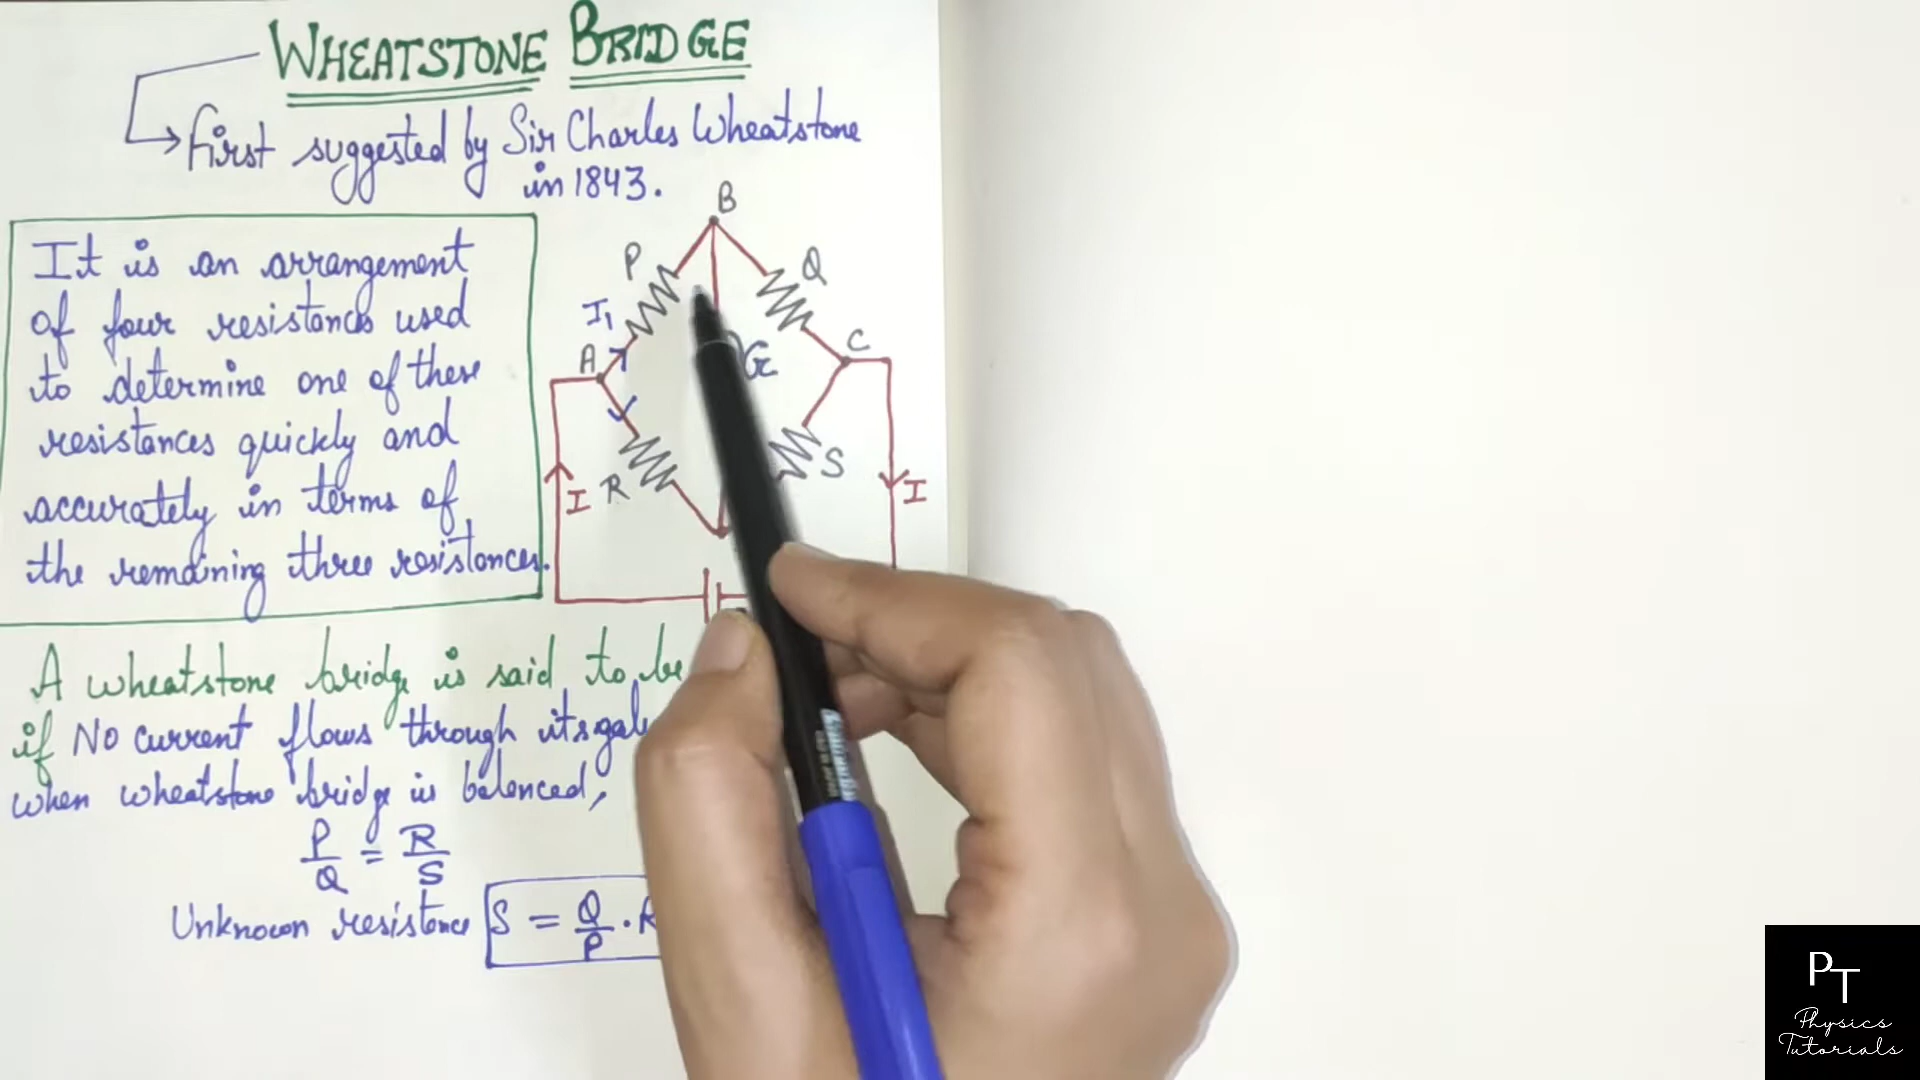 WHEATSTONE BRIDGE
First suggested by Sir Charles Wheatstone
in 1843.
It is an arrangement
of four resistances used
to determine one of these
resistances quickly and
accurately in terms of
the remaining three resistances.
B
P
Q
I₁
A
G
C
R
S
I
I
A wheatstone bridge is said to be
if No current flows through its
when wheatstone bridge is balanced,
P/Q = R/S
Unknown resistance S = Q/P . R
PT
Physics
Tutorials